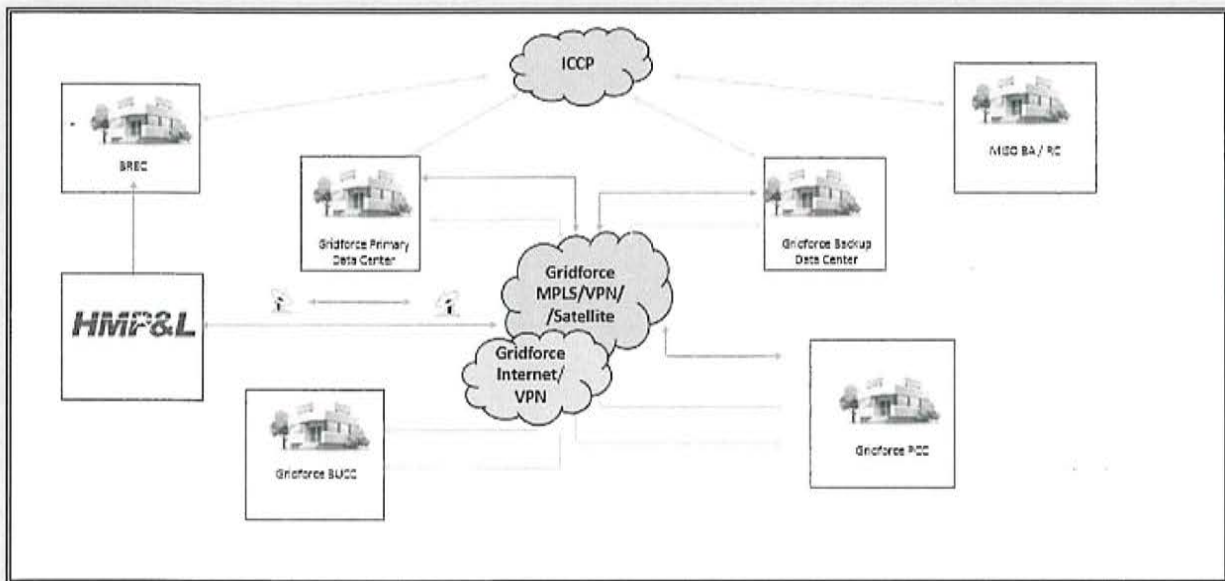 ICCP
BREC
MISO BA / RC
Gridforce Primary
Data Center
Gridforce Backup
Data Center
Gridforce
MPLS/VPN/
/Satellite
HMP&L
Gridforce
Internet/
VPN
Gridforce BUCC
Gridforce PCC